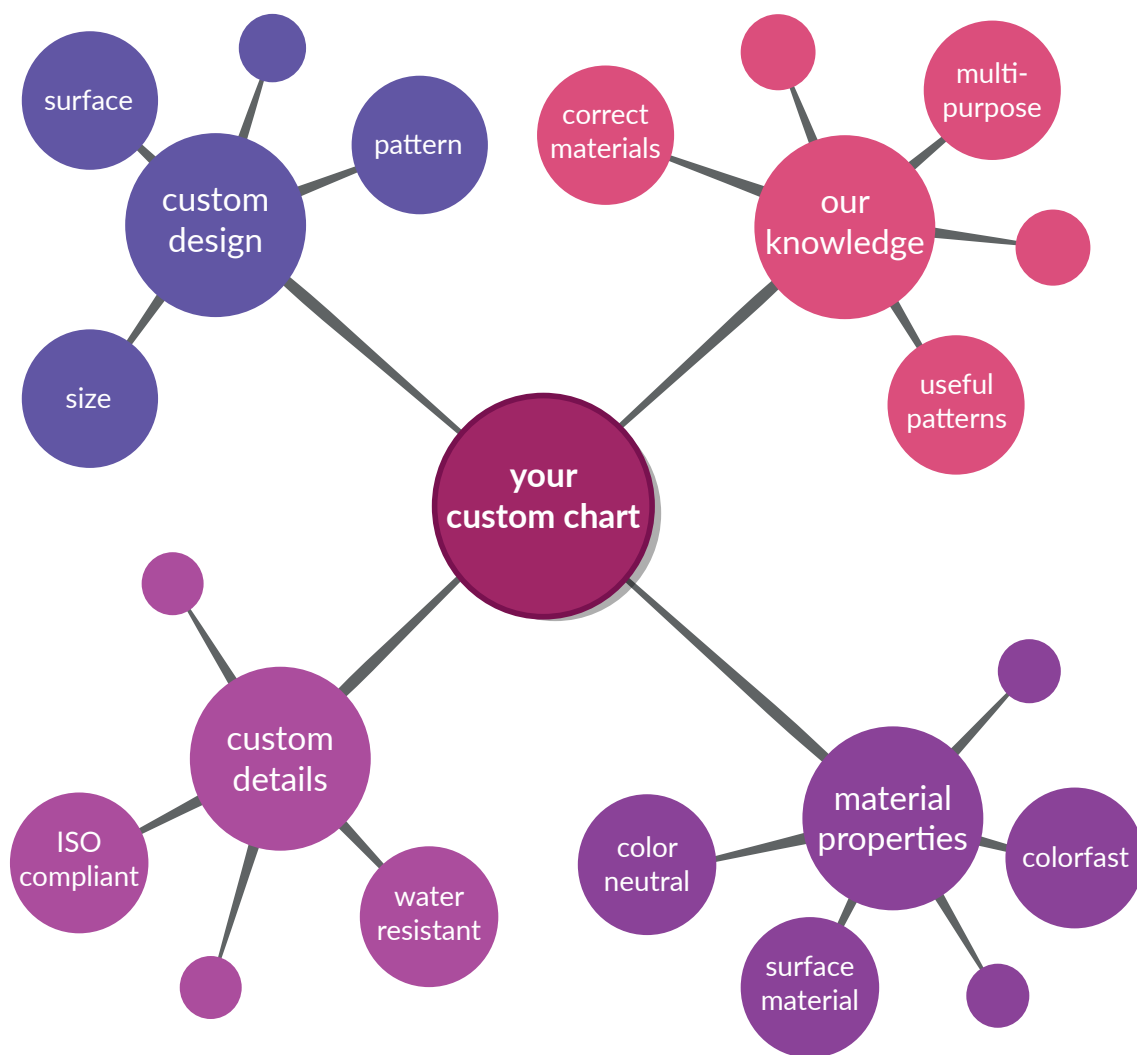 surface
pattern
custom
design
size
correct
materials
multi-
purpose
our
knowledge
useful
patterns
your
custom chart
custom
details
ISO
compliant
water
resistant
material
properties
color
neutral
colorfast
surface
material